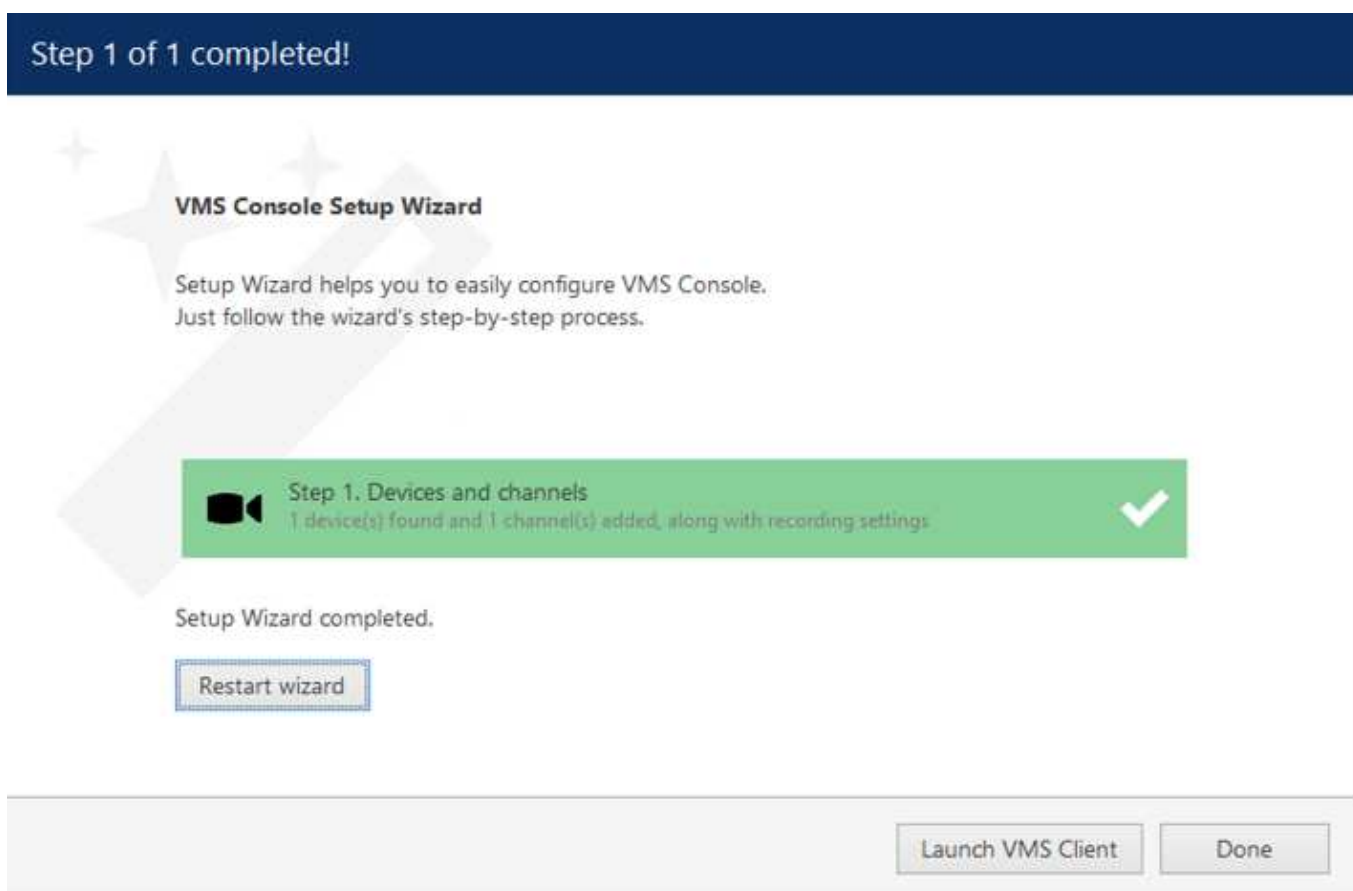 Step 1 of 1 completed!
VMS Console Setup Wizard
Setup Wizard helps you to easily configure VMS Console.
Just follow the wizard's step-by-step process.
Step 1. Devices and channels
1 device(s) found and 1 channel(s) added, along with recording settings
Setup Wizard completed.
Restart wizard
Launch VMS Client
Done